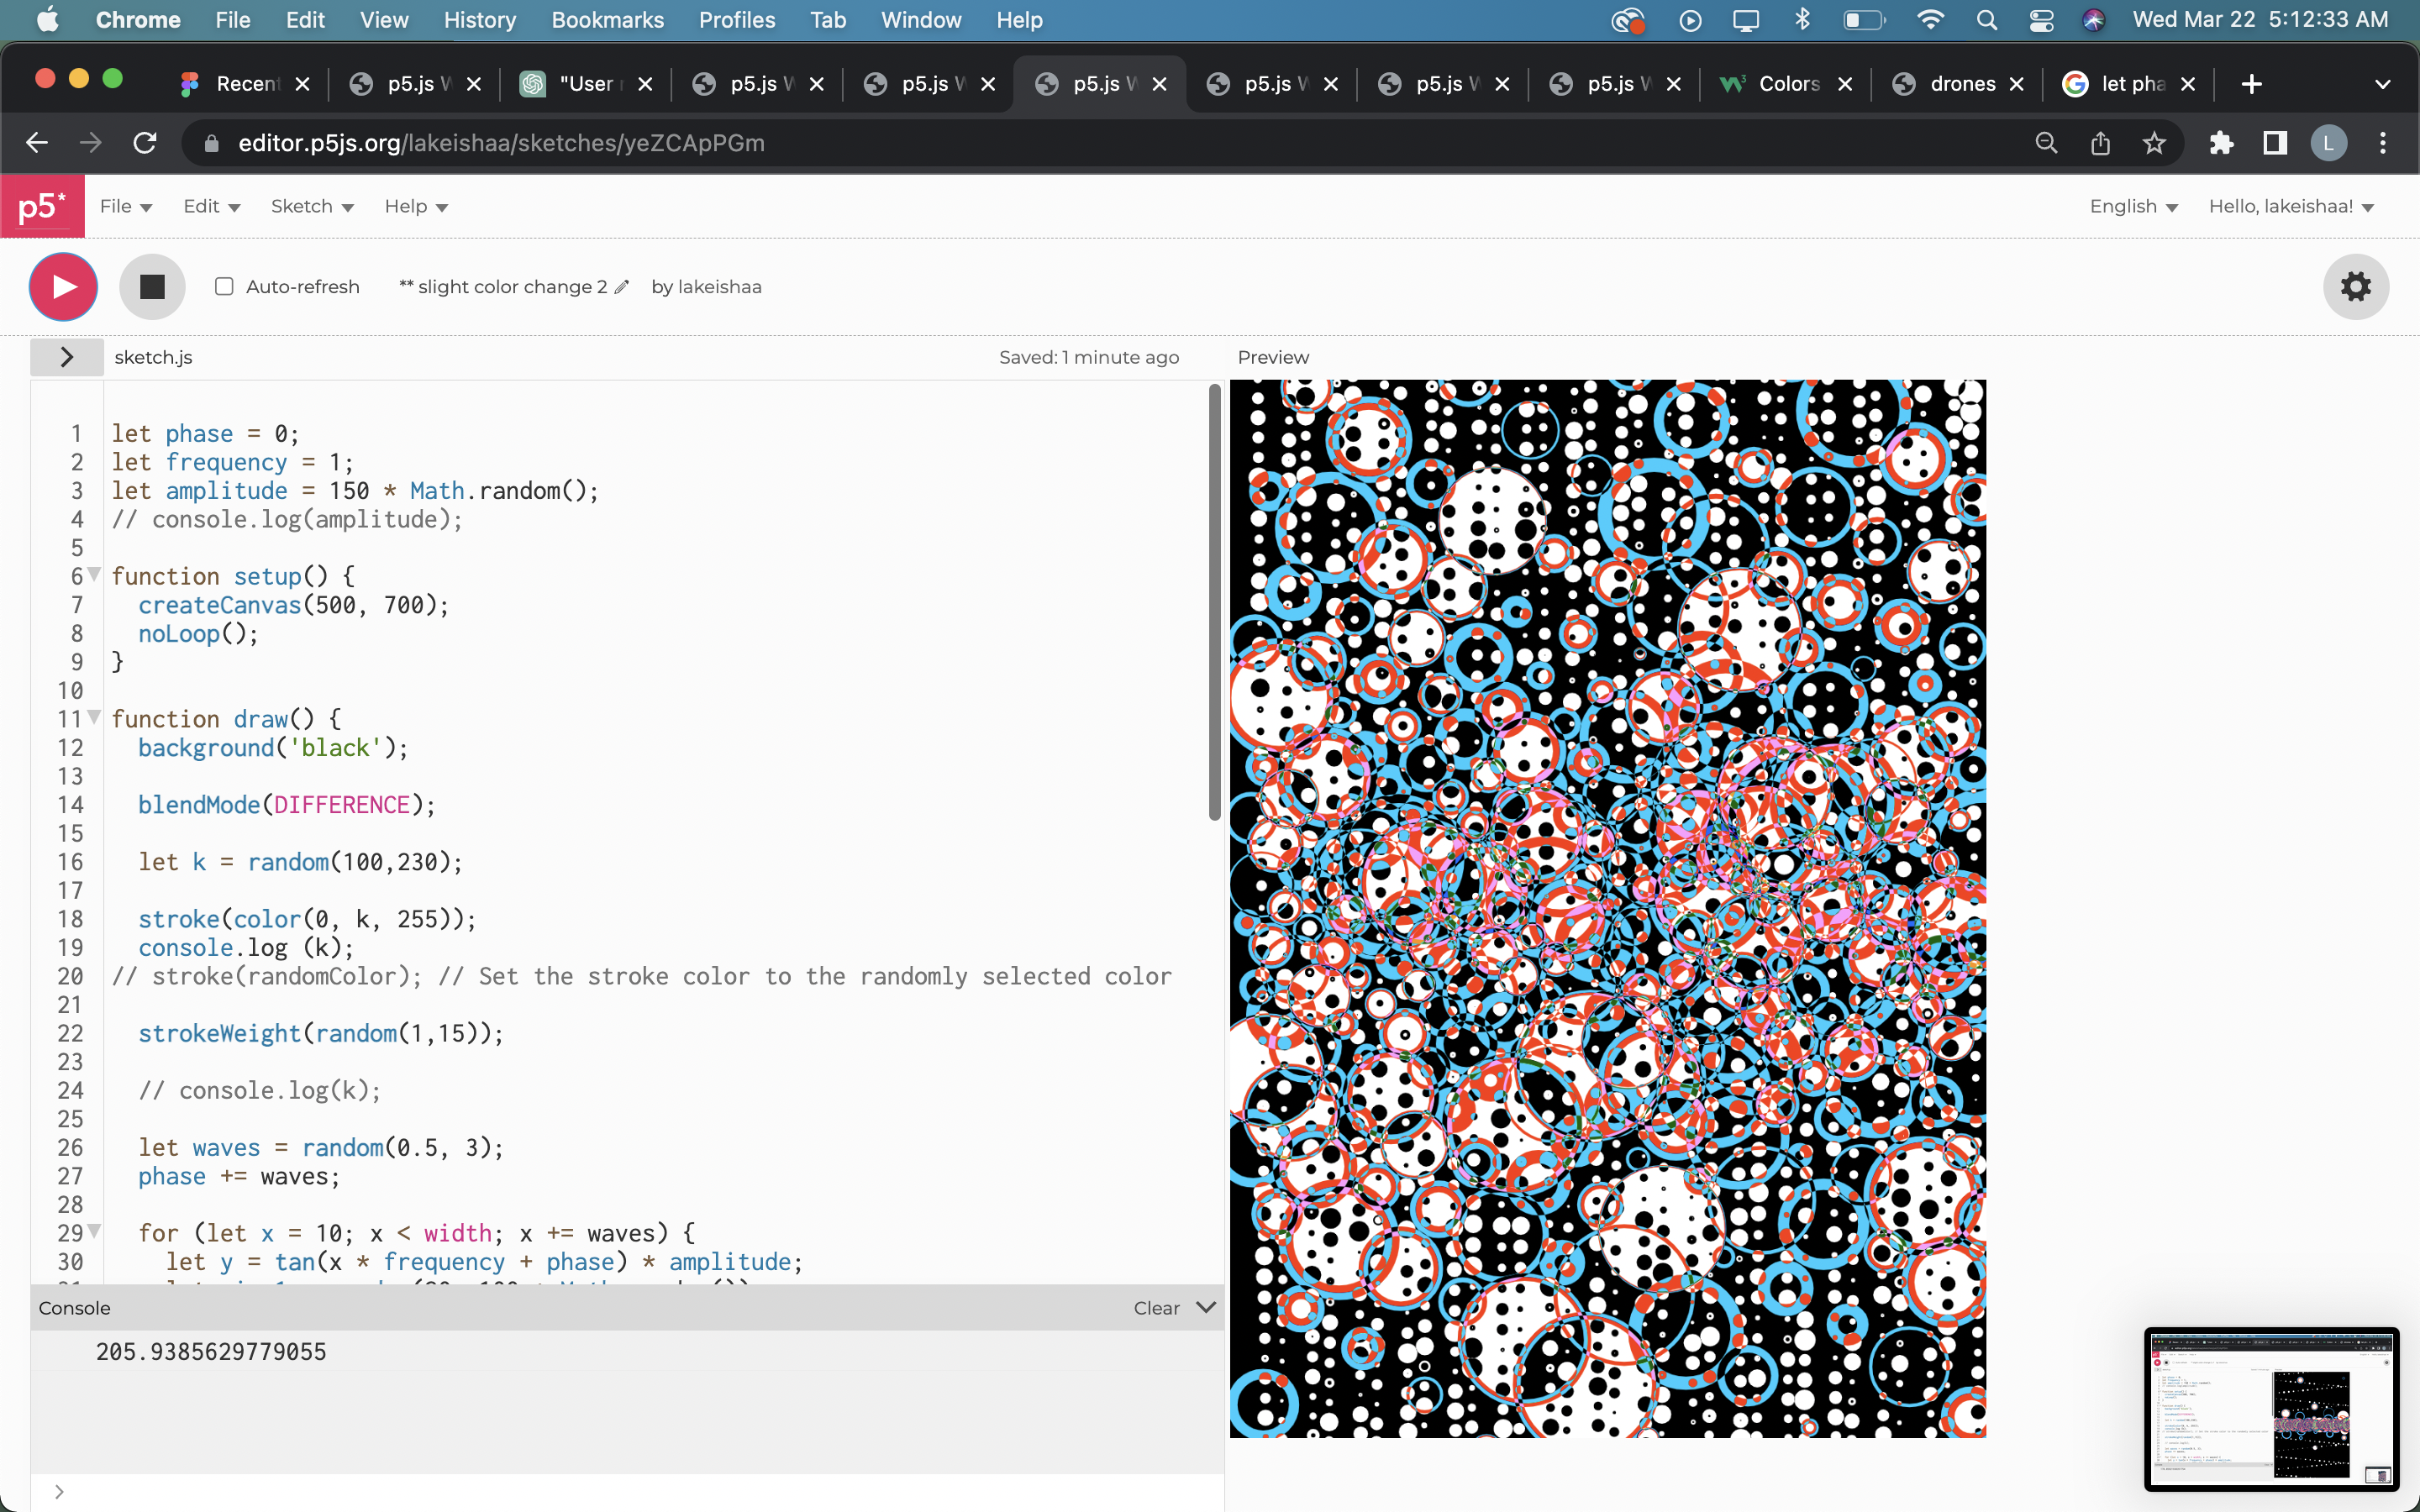 Chrome File Edit View History Bookmarks Profiles Tab Window Help Wed Mar 22 5:12:33 AM
Recent p5.js W "User r p5.js W p5.js W p5.js W p5.js W p5.js W p5.js W Colors drones let pha
editor.p5js.org/lakeishaa/sketches/yeZCApPGm L
p5* File Edit Sketch Help English Hello, lakeishaa!
Auto-refresh ** slight color change 2 by lakeishaa
sketch.js Saved: 1 minute ago Preview
1 let phase = 0;
2 let frequency = 1;
3 let amplitude = 150 * Math.random();
4 // console.log(amplitude);
5
6 function setup() {
7 createCanvas(500, 700);
8 noLoop();
9 }
10
11 function draw() {
12 background('black');
13
14 blendMode(DIFFERENCE);
15
16 let k = random(100,230);
17
18 stroke(color(0, k, 255));
19 console.log (k);
20 // stroke(randomColor); // Set the stroke color to the randomly selected color
21
22 strokeWeight(random(1,15));
23
24 // console.log(k);
25
26 let waves = random(0.5, 3);
27 phase += waves;
28
29 for (let x = 10; x < width; x += waves) {
30 let y = tan(x * frequency + phase) * amplitude;
Console Clear
205.9385629779055